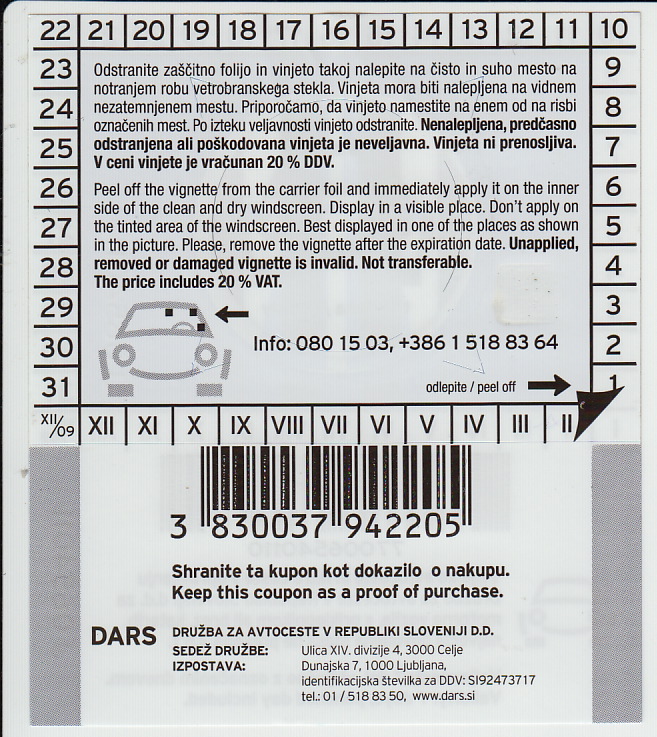 22 21 20 19 18 17 16 15 14 13 12 11 10
23
24
25
26
27
28
29
30
31
9
8
7
6
5
4
3
2
1
Odstranite zaščitno folijo in vinjeto takoj nalepite na čisto in suho mesto na
notranjem robu vetrobranskega stekla. Vinjeta mora biti nalepljena na vidnem
nezatemnjenem mestu. Priporočamo, da vinjeto namestite na enem od na risbi
označenih mest. Po izteku veljavnosti vinjeto odstranite. Nenalepljena, predčasno
odstranjena ali poškodovana vinjeta je neveljavna. Vinjeta ni prenosljiva.
V ceni vinjete je vračunan 20 % DDV.
Peel off the vignette from the carrier foil and immediately apply it on the inner
side of the clean and dry windscreen. Display in a visible place. Don't apply on
the tinted area of the windscreen. Best displayed in one of the places as shown
in the picture. Please, remove the vignette after the expiration date. Unapplied,
removed or damaged vignette is invalid. Not transferable.
The price includes 20 % VAT.
Info: 080 15 03, +386 1 518 83 64
odlepite / peel off
XII/09 XII XI X IX VIII VII VI V IV III II
3 830037 942205
Shranite ta kupon kot dokazilo o nakupu.
Keep this coupon as a proof of purchase.
DARS DRUŽBA ZA AVTOCESTE V REPUBLIKI SLOVENIJI D.D.
SEDEŽ DRUŽBE: Ulica XIV. divizije 4, 3000 Celje
IZPOSTAVA: Dunajska 7, 1000 Ljubljana,
identifikacijska številka za DDV: SI92473717
tel.: 01 / 518 83 50, www.dars.si